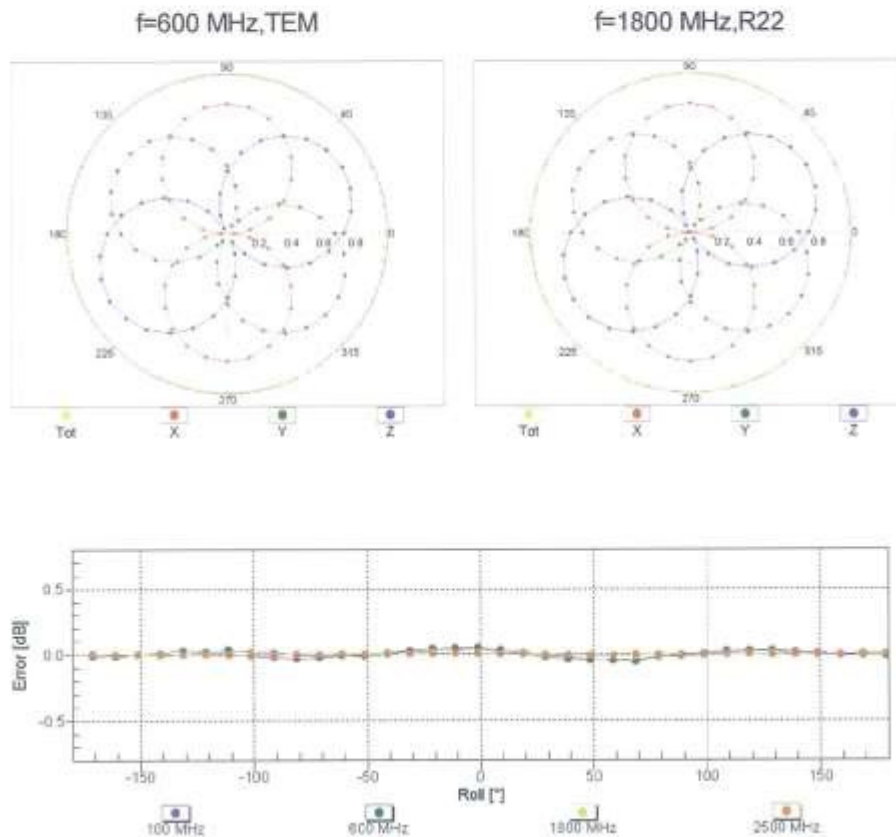 f=600 MHz,TEM
f=1800 MHz,R22
90
135
45
180
0.2
0.4
0.6
0.8
0
225
315
270
Tot
X
Y
Z
90
135
45
180
0.2
0.4
0.6
0.8
0
225
315
270
Tot
X
Y
Z
Error [dB]
0.5
0.0
-0.5
-150
-100
-50
0
50
100
150
Roll [°]
100 MHz
600 MHz
1800 MHz
2500 MHz